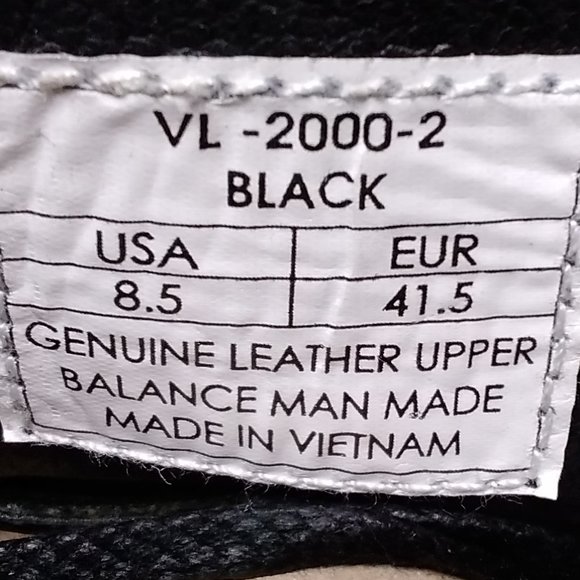 VL -2000-2
BLACK
USA EUR
8.5 41.5
GENUINE LEATHER UPPER
BALANCE MAN MADE
MADE IN VIETNAM